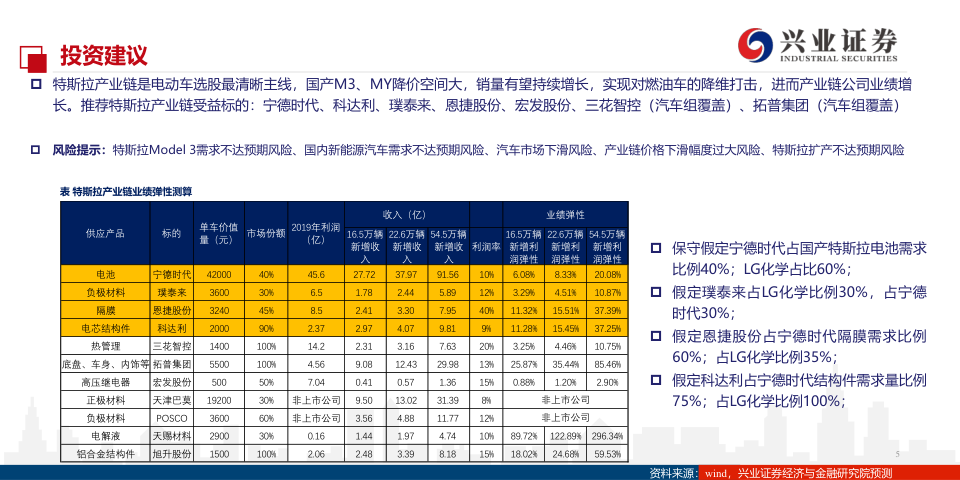 投资建议
兴业证券
INDUSTRIAL SECURITIES
特斯拉产业链是电动车选股最清晰主线，国产M3、MY降价空间大，销量有望持续增长，实现对燃油车的降维打击，进而产业链公司业绩增
长。推荐特斯拉产业链受益标的：宁德时代、科达利、璞泰来、恩捷股份、宏发股份、三花智控（汽车组覆盖）、拓普集团（汽车组覆盖）
风险提示：特斯拉Model 3需求不达预期风险、国内新能源汽车需求不达预期风险、汽车市场下滑风险、产业链价格下滑幅度过大风险、特斯拉扩产不达预期风险
表 特斯拉产业链业绩弹性测算
供应产品 标的 单车价值量（元） 市场份额 2019年利润（亿） 收入（亿） 利润率 业绩弹性
16.5万辆新增收入 22.6万辆新增收入 54.5万辆新增收入 16.5万辆新增利润弹性 22.6万辆新增利润弹性 54.5万辆新增利润弹性
电池 宁德时代 42000 40% 45.6 27.72 37.97 91.56 10% 6.08% 8.33% 20.08%
负极材料 璞泰来 3600 30% 6.5 1.78 2.44 5.89 12% 3.29% 4.51% 10.87%
隔膜 恩捷股份 3240 45% 8.5 2.41 3.30 7.95 40% 11.32% 15.51% 37.39%
电芯结构件 科达利 2000 90% 2.37 2.97 4.07 9.81 9% 11.28% 15.45% 37.25%
热管理 三花智控 1400 100% 14.2 2.31 3.16 7.63 20% 3.25% 4.46% 10.75%
底盘、车身、内饰等 拓普集团 5500 100% 4.56 9.08 12.43 29.98 13% 25.87% 35.44% 85.46%
高压继电器 宏发股份 500 50% 7.04 0.41 0.57 1.36 15% 0.88% 1.20% 2.90%
正极材料 天津巴莫 19200 30% 非上市公司 9.50 13.02 31.39 8% 非上市公司
负极材料 POSCO 3600 60% 非上市公司 3.56 4.88 11.77 12% 非上市公司
电解液 天赐材料 2900 30% 0.16 1.44 1.97 4.74 10% 89.72% 122.89% 296.34%
铝合金结构件 旭升股份 1500 100% 2.06 2.48 3.39 8.18 15% 18.02% 24.68% 59.53%
保守假定宁德时代占国产特斯拉电池需求
比例40%；LG化学占比60%；
假定璞泰来占LG化学比例30%，占宁德
时代30%；
假定恩捷股份占宁德时代隔膜需求比例
60%；占LG化学比例35%；
假定科达利占宁德时代结构件需求量比例
75%；占LG化学比例100%；
5
资料来源：wind，兴业证券经济与金融研究院预测